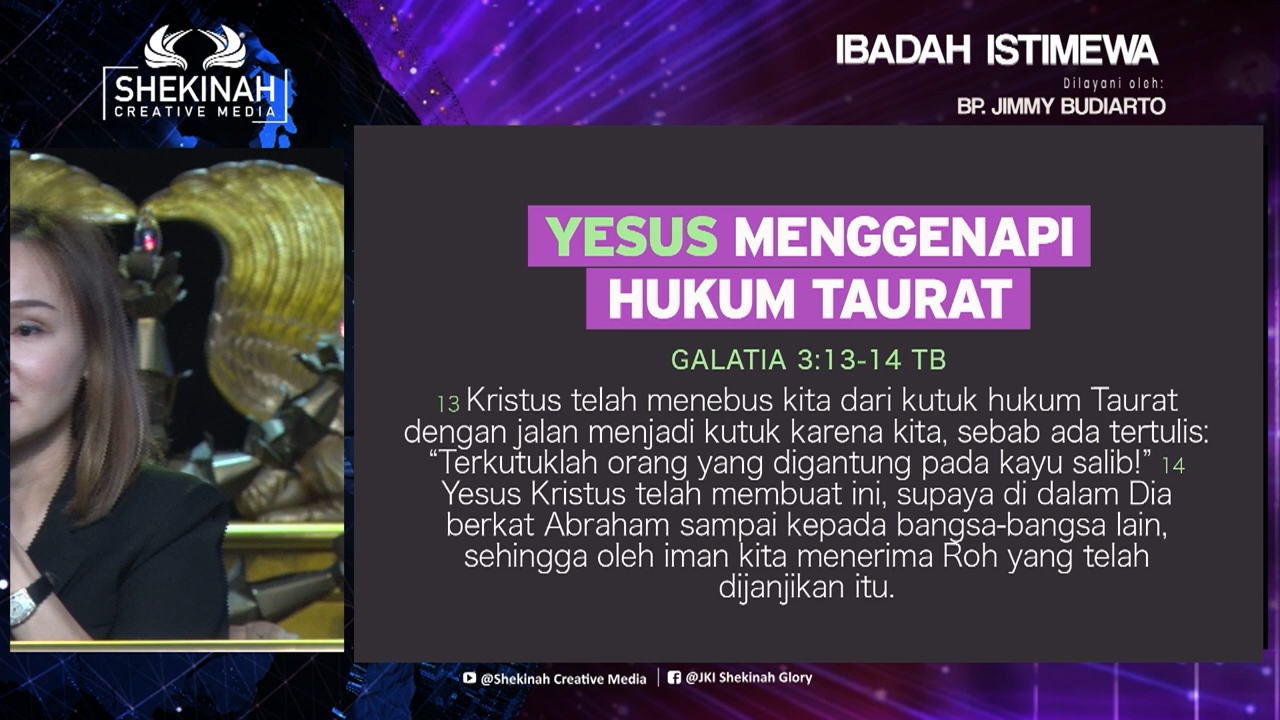 SHEKINAH
CREATIVE MEDIA
IBADAH ISTIMEWA
Dilayani oleh:
BP. JIMMY BUDIARTO
YESUS MENGGENAPI
HUKUM TAURAT
GALATIA 3:13-14 TB
13 Kristus telah menebus kita dari kutuk hukum Taurat
dengan jalan menjadi kutuk karena kita, sebab ada tertulis:
“Terkutuklah orang yang digantung pada kayu salib!” 14
Yesus Kristus telah membuat ini, supaya di dalam Dia
berkat Abraham sampai kepada bangsa-bangsa lain,
sehingga oleh iman kita menerima Roh yang telah
dijanjikan itu.
@Shekinah Creative Media | @JKI Shekinah Glory